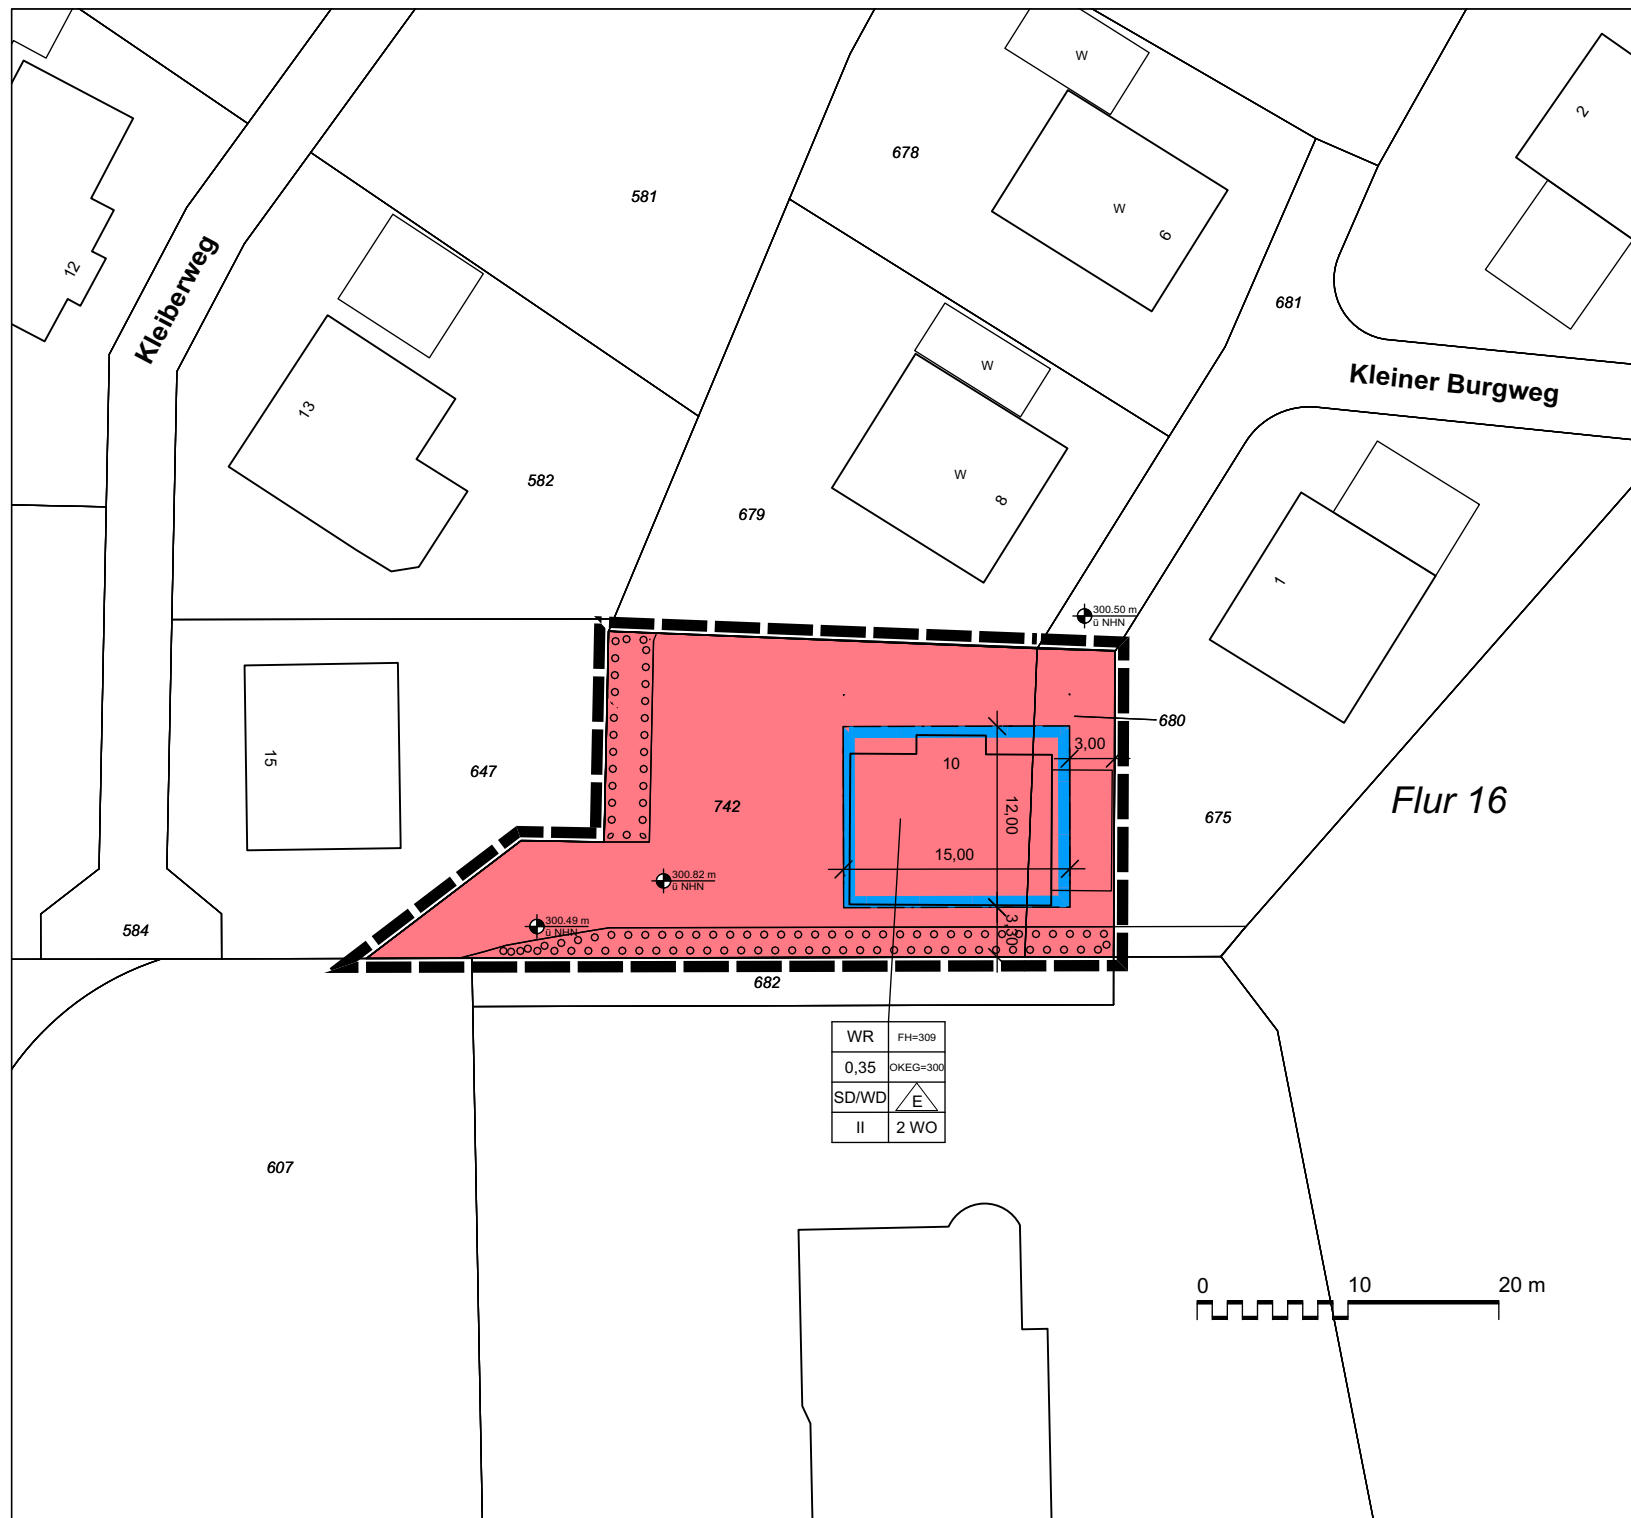 W
2
678
581
W
6
12
Kleiberweg
681
W
Kleiner Burgweg
13
W
8
582
679
1
300.50 m
ü NHN
680
3,00
15
647
10
742
12,00
Flur 16
675
15,00
300.82 m
ü NHN
300.49 m
ü NHN
3,30
584
682
WR FH=309
0,35 OKEG=300
SD/WD E
II 2 WO
607
0 10 20 m